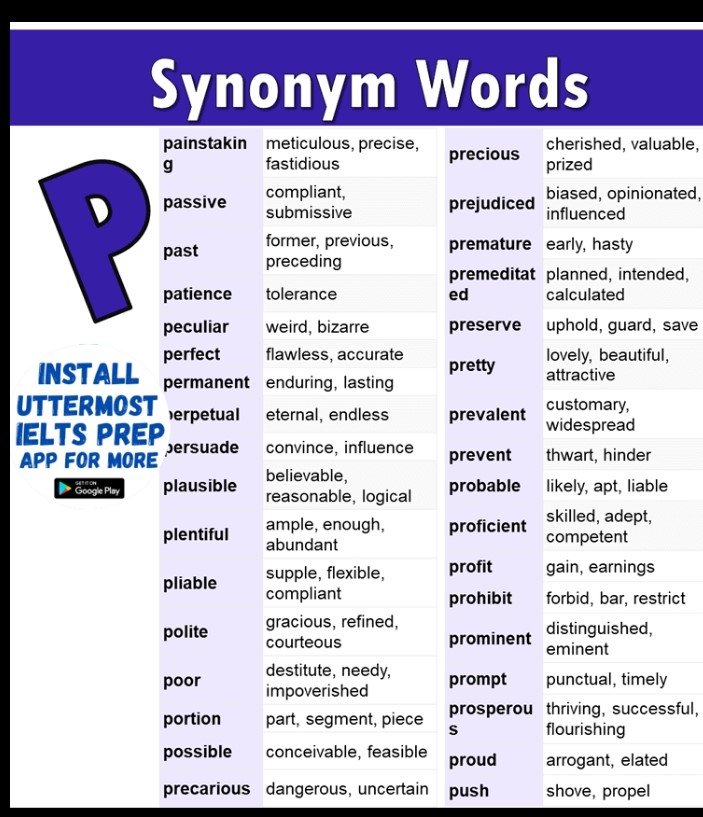 Synonym Words
P
INSTALL
UTTERMOST
IELTS PREP
APP FOR MORE
GET IT ON
Google Play
painstakin
g
meticulous, precise,
fastidious
passive
compliant,
submissive
past
former, previous,
preceding
patience
tolerance
peculiar
weird, bizarre
perfect
flawless, accurate
permanent
enduring, lasting
perpetual
eternal, endless
persuade
convince, influence
plausible
believable,
reasonable, logical
plentiful
ample, enough,
abundant
pliable
supple, flexible,
compliant
polite
gracious, refined,
courteous
poor
destitute, needy,
impoverished
portion
part, segment, piece
possible
conceivable, feasible
precarious
dangerous, uncertain
precious
cherished, valuable,
prized
prejudiced
biased, opinionated,
influenced
premature
early, hasty
premeditat
ed
planned, intended,
calculated
preserve
uphold, guard, save
pretty
lovely, beautiful,
attractive
prevalent
customary,
widespread
prevent
thwart, hinder
probable
likely, apt, liable
proficient
skilled, adept,
competent
profit
gain, earnings
prohibit
forbid, bar, restrict
prominent
distinguished,
eminent
prompt
punctual, timely
prosperou
s
thriving, successful,
flourishing
proud
arrogant, elated
push
shove, propel